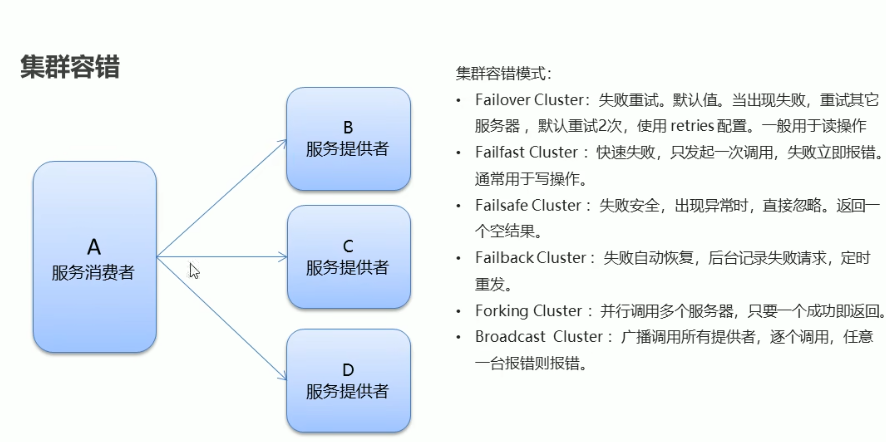 集群容错
A
服务消费者
B
服务提供者
C
服务提供者
D
服务提供者
集群容错模式：
• Failover Cluster：失败重试。默认值。当出现失败，重试其它
服务器，默认重试2次，使用 retries 配置。一般用于读操作
• Failfast Cluster ：快速失败，只发起一次调用，失败立即报错。
通常用于写操作。
• Failsafe Cluster ：失败安全，出现异常时，直接忽略。返回一
个空结果。
• Failback Cluster ：失败自动恢复，后台记录失败请求，定时
重发。
• Forking Cluster ：并行调用多个服务器，只要一个成功即返回。
• Broadcast Cluster ：广播调用所有提供者，逐个调用，任意
一台报错则报错。